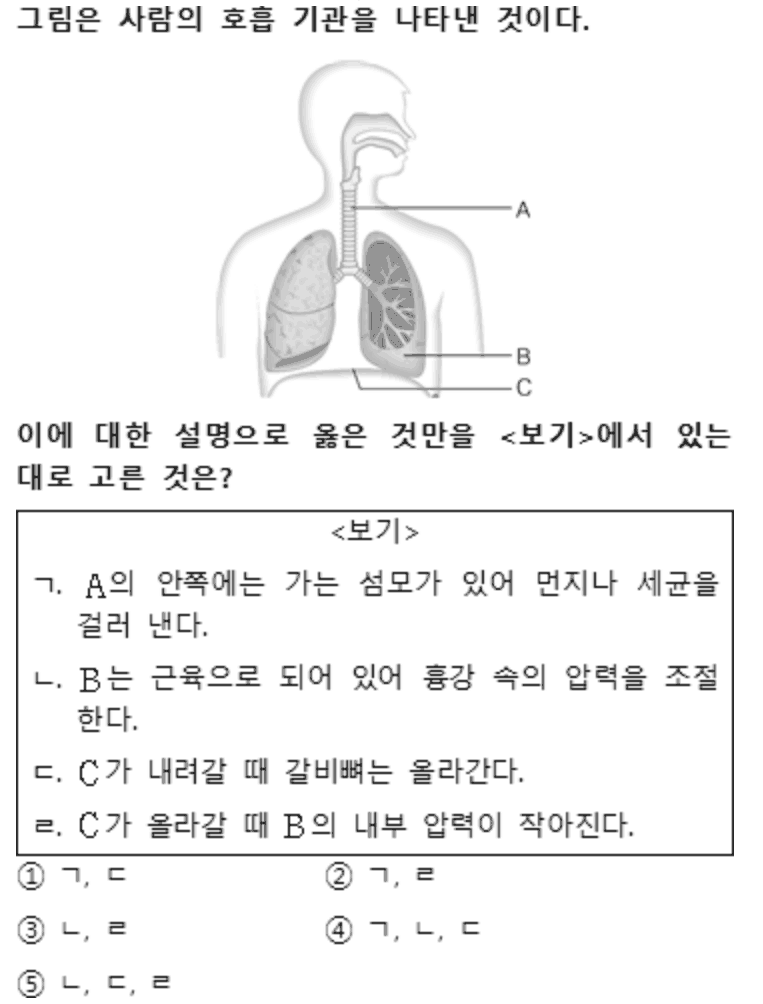 그림은 사람의 호흡 기관을 나타낸 것이다.
A
B
C
이에 대한 설명으로 옳은 것만을 <보기>에서 있는
대로 고른 것은?
<보기>
ㄱ. A의 안쪽에는 가는 섬모가 있어 먼지나 세균을
걸러 낸다.
ㄴ. B는 근육으로 되어 있어 흉강 속의 압력을 조절
한다.
ㄷ. C가 내려갈 때 갈비뼈는 올라간다.
ㄹ. C가 올라갈 때 B의 내부 압력이 작아진다.
① ㄱ, ㄷ ② ㄱ, ㄹ
③ ㄴ, ㄹ ④ ㄱ, ㄴ, ㄷ
⑤ ㄴ, ㄷ, ㄹ